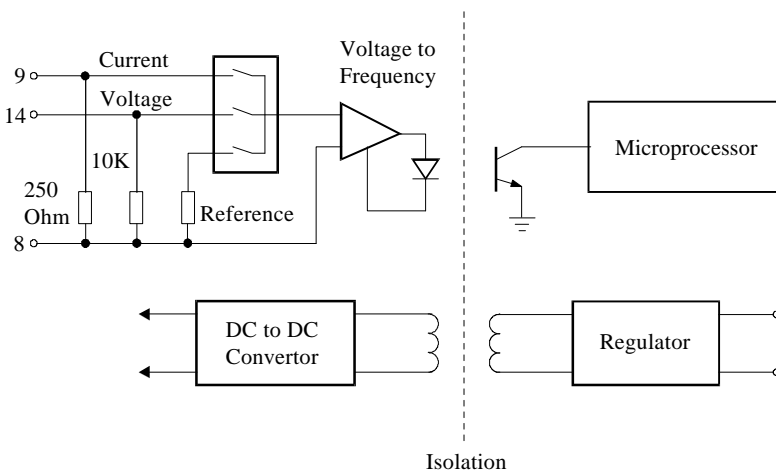 Voltage to
Frequency
9
Current
14
Voltage
Microprocessor
10K
250
Ohm
Reference
8
DC to DC
Convertor
Regulator
Isolation